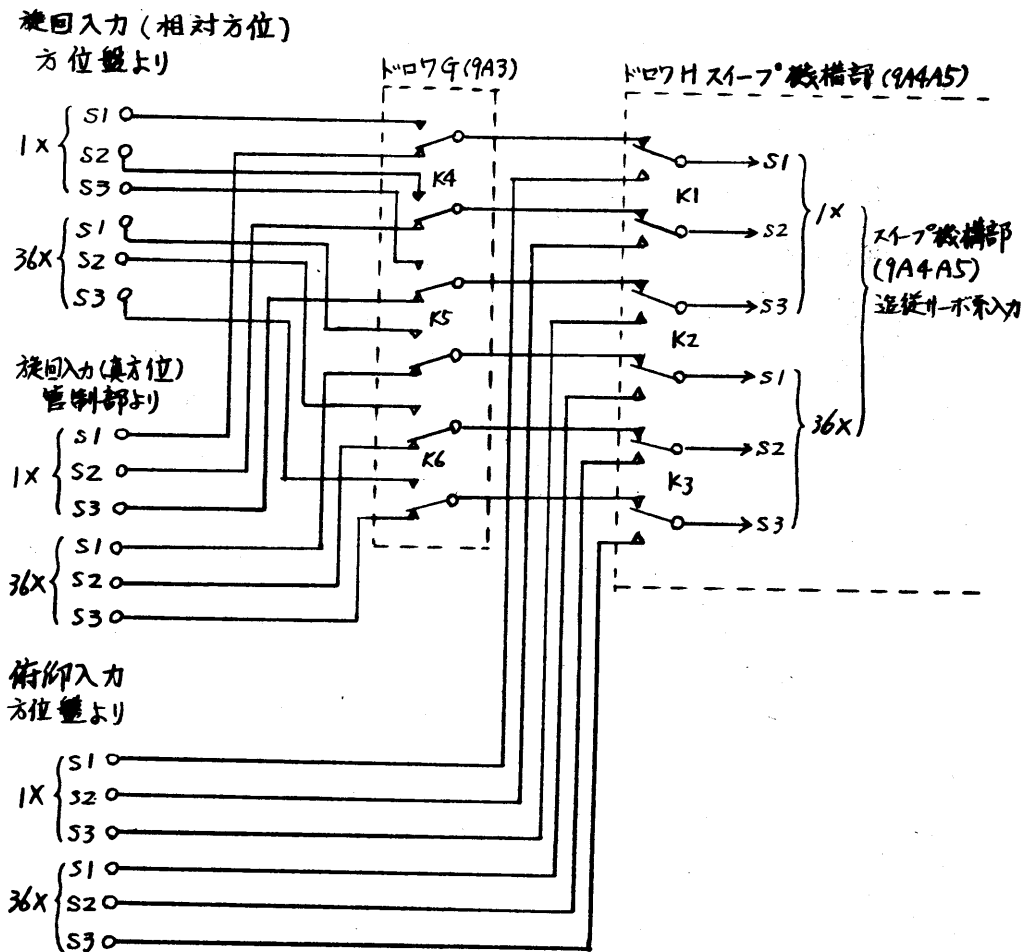 旋回入力(相対方位)
方位盤より
1X
S1
S2
S3
36X
S1
S2
S3
旋回入力(真方位)
管制部より
1X
S1
S2
S3
36X
S1
S2
S3
俯仰入力
方位盤より
1X
S1
S2
S3
36X
S1
S2
S3
ドロワG(9A3)
K4
K5
K6
ドロワHスイープ機構部(9A4A5)
K1
K2
K3
S1
S2
S3
1X
S1
S2
S3
36X
スイープ機構部
(9A4A5)
追従サーボ系入力